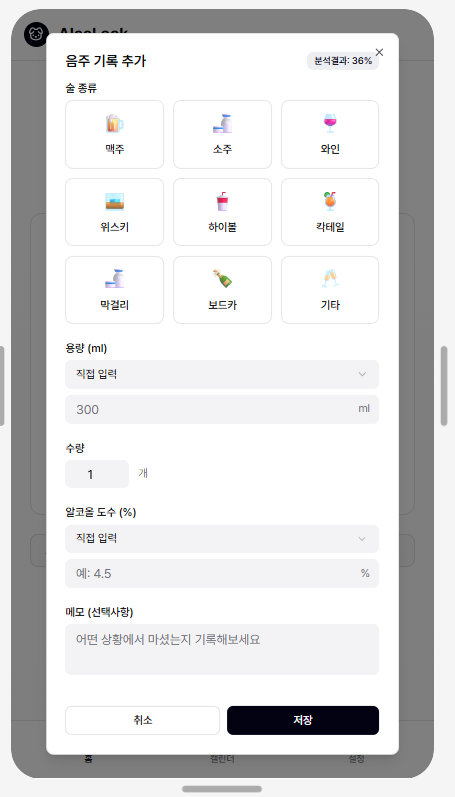 AlcoLook
음주 기록 추가
분석결과: 36%
술 종류
맥주
소주
와인
위스키
하이볼
칵테일
막걸리
보드카
기타
용량 (ml)
직접 입력
300
ml
수량
1
개
알코올 도수 (%)
직접 입력
예: 4.5
%
메모 (선택사항)
어떤 상황에서 마셨는지 기록해보세요
취소
저장
홈
캘린더
설정